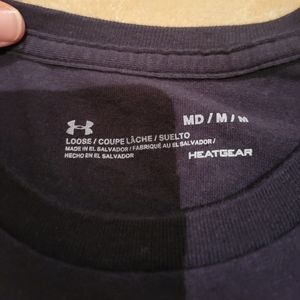 MD / M / M
LOOSE / COUPE LÂCHE / SUELTO
MADE IN EL SALVADOR / FABRIQUÉ AU EL SALVADOR /
HECHO EN EL SALVADOR
HEATGEAR